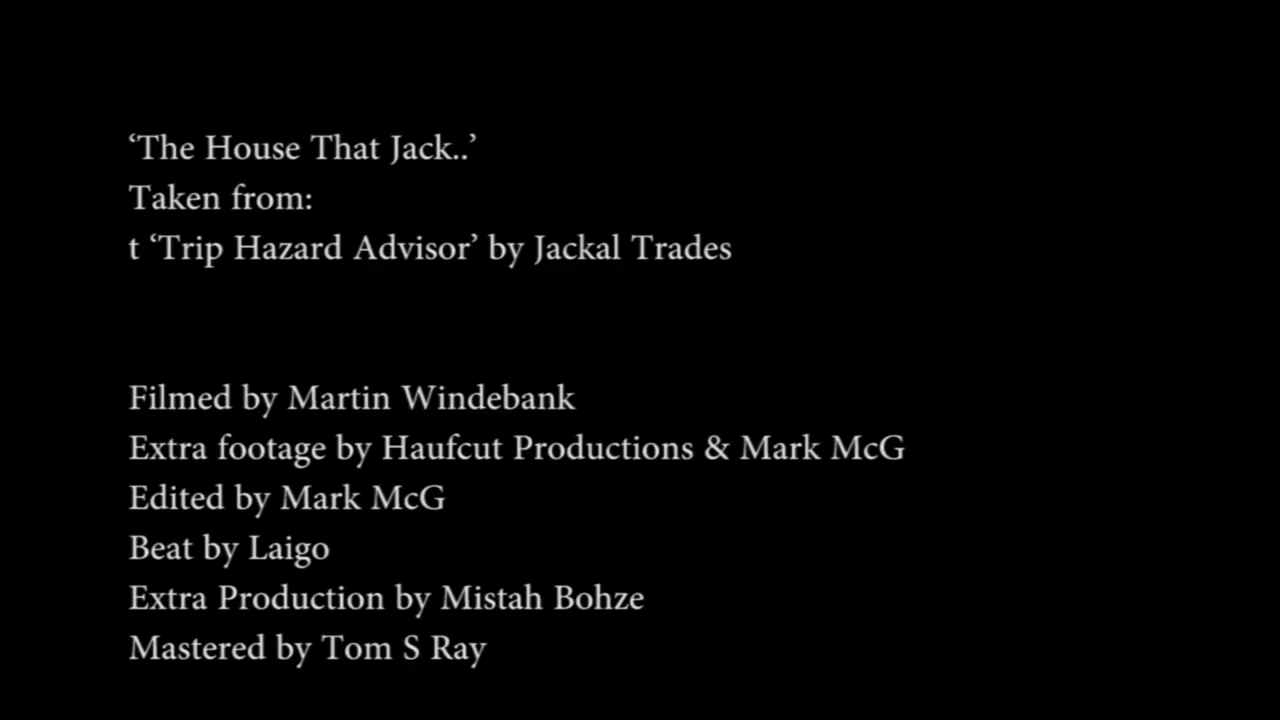 ‘The House That Jack..’
Taken from:
t ‘Trip Hazard Advisor’ by Jackal Trades
Filmed by Martin Windebank
Extra footage by Haufcut Productions & Mark McG
Edited by Mark McG
Beat by Laigo
Extra Production by Mistah Bohze
Mastered by Tom S Ray